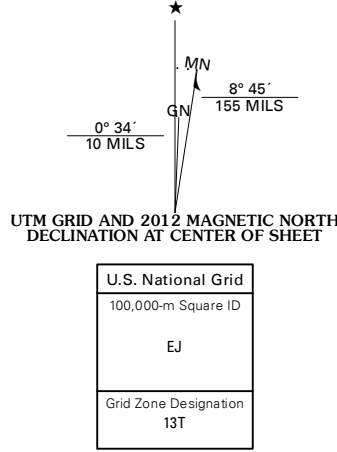 ★
MN
8° 45´
155 MILS
GN
0° 34´
10 MILS
UTM GRID AND 2012 MAGNETIC NORTH
DECLINATION AT CENTER OF SHEET
U.S. National Grid
100,000-m Square ID
EJ
Grid Zone Designation
13T